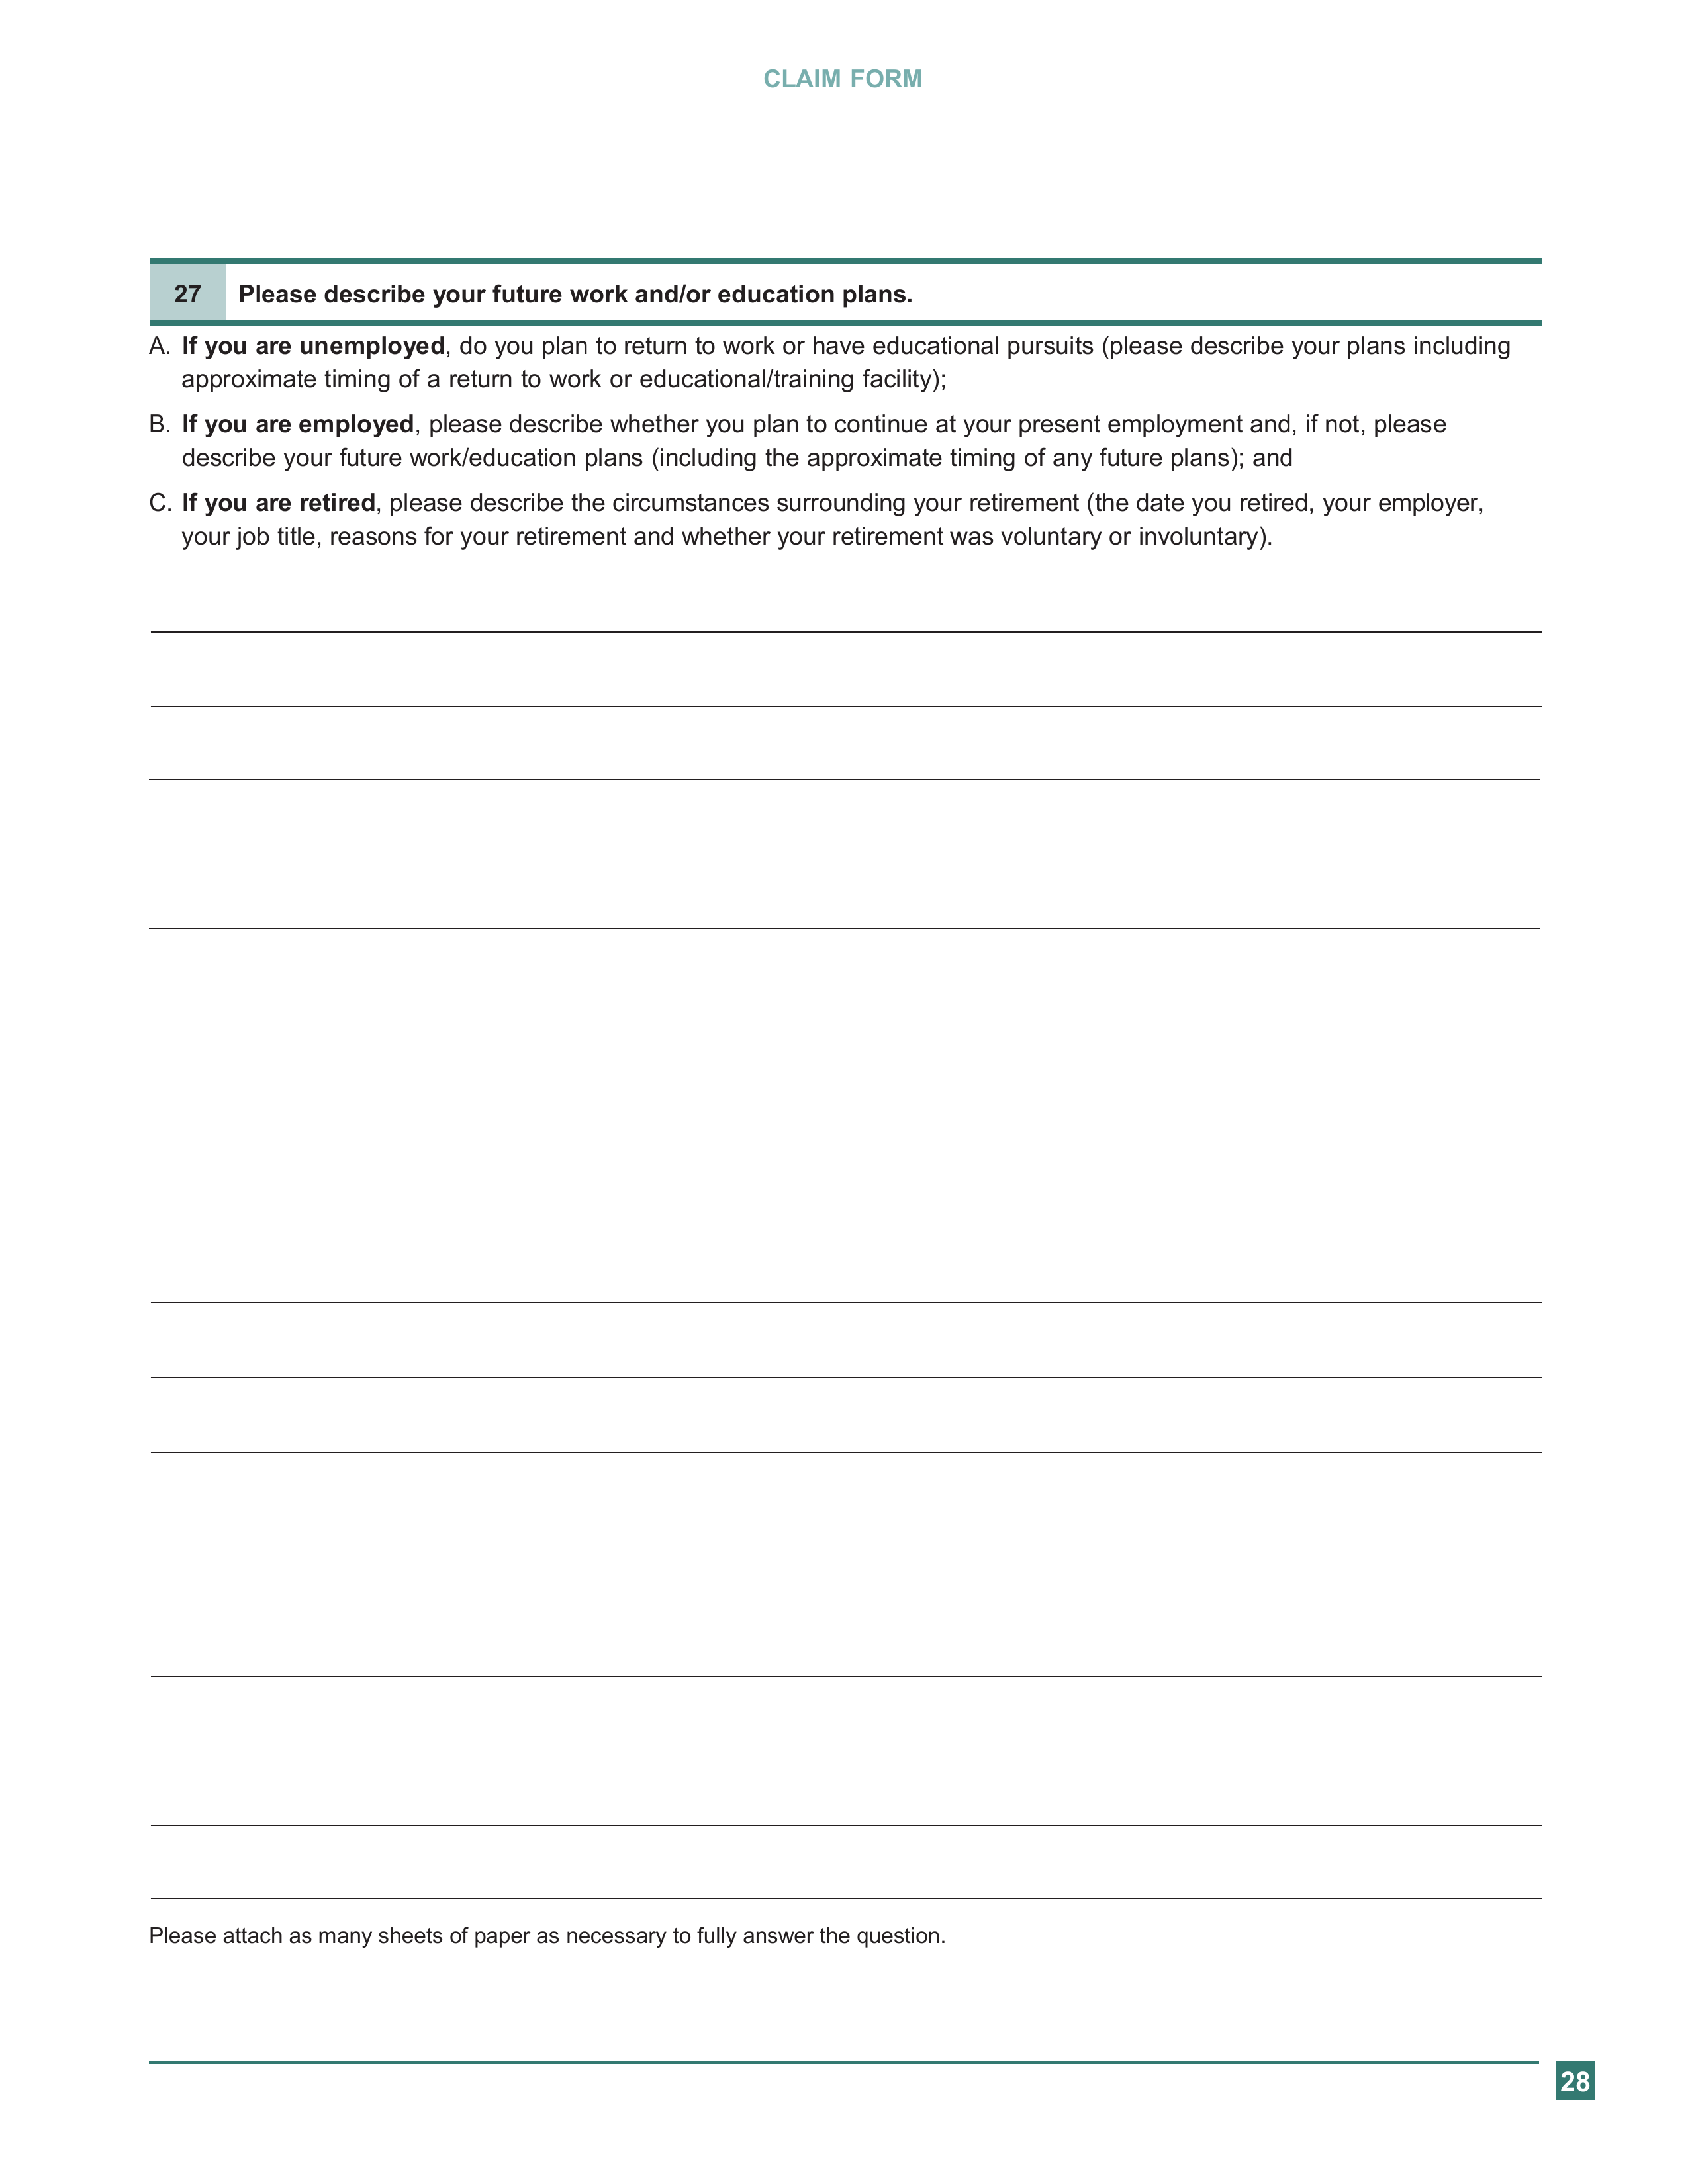 CLAIM FORM
27 Please describe your future work and/or education plans.
A. If you are unemployed, do you plan to return to work or have educational pursuits (please describe your plans including
approximate timing of a return to work or educational/training facility);
B. If you are employed, please describe whether you plan to continue at your present employment and, if not, please
describe your future work/education plans (including the approximate timing of any future plans); and
C. If you are retired, please describe the circumstances surrounding your retirement (the date you retired, your employer,
your job title, reasons for your retirement and whether your retirement was voluntary or involuntary).
Please attach as many sheets of paper as necessary to fully answer the question.
28